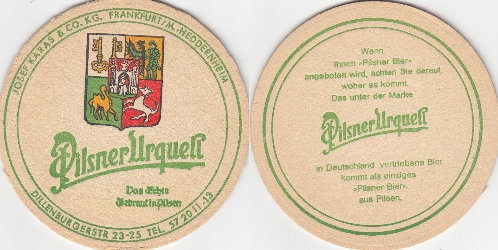 JOSEF KARAS & CO. KG. FRANKFURT/M.-HEDDERNHEIM
Pilsner Urquell
Das Echte
Gebraut in Pilsen
DILLENBURGERSTR 23-25 TEL. 57 20 11-13
Wenn
Ihnen »Pilsner Bier«
angeboten wird, achten Sie darauf,
woher es kommt.
Das unter der Marke
Pilsner Urquell
in Deutschland vertriebene Bier
kommt als einziges
»Pilsner Bier«
aus Pilsen.